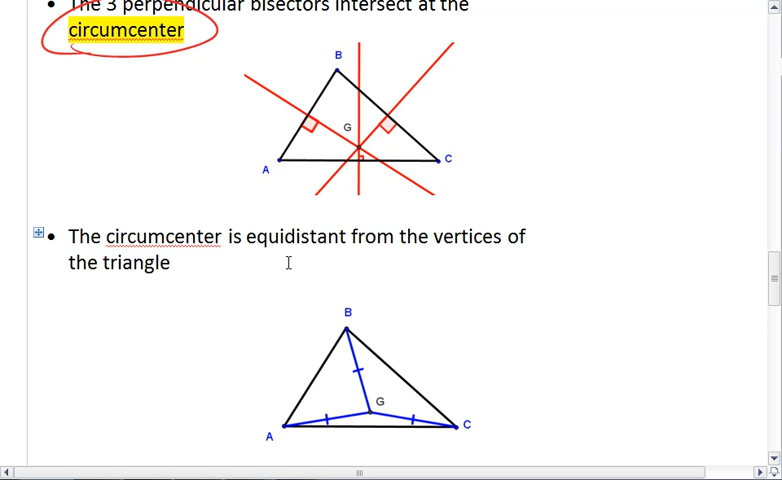 • The 3 perpendicular bisectors intersect at the
circumcenter
B
G
A
C
• The circumcenter is equidistant from the vertices of
the triangle
B
G
A
C